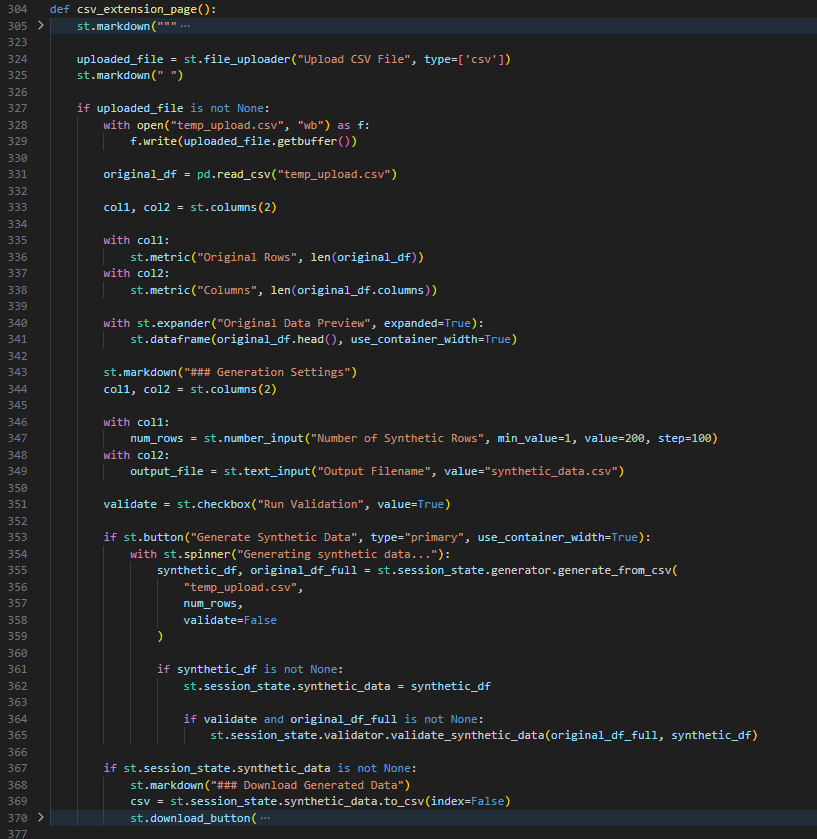 304 def csv_extension_page():
305 > st.markdown(""" ···
323
324 uploaded_file = st.file_uploader("Upload CSV File", type=['csv'])
325 st.markdown(" ")
326
327 if uploaded_file is not None:
328 with open("temp_upload.csv", "wb") as f:
329 f.write(uploaded_file.getbuffer())
330
331 original_df = pd.read_csv("temp_upload.csv")
332
333 col1, col2 = st.columns(2)
334
335 with col1:
336 st.metric("Original Rows", len(original_df))
337 with col2:
338 st.metric("Columns", len(original_df.columns))
339
340 with st.expander("Original Data Preview", expanded=True):
341 st.dataframe(original_df.head(), use_container_width=True)
342
343 st.markdown("### Generation Settings")
344 col1, col2 = st.columns(2)
345
346 with col1:
347 num_rows = st.number_input("Number of Synthetic Rows", min_value=1, value=200, step=100)
348 with col2:
349 output_file = st.text_input("Output Filename", value="synthetic_data.csv")
350
351 validate = st.checkbox("Run Validation", value=True)
352
353 if st.button("Generate Synthetic Data", type="primary", use_container_width=True):
354 with st.spinner("Generating synthetic data..."):
355 synthetic_df, original_df_full = st.session_state.generator.generate_from_csv(
356 "temp_upload.csv",
357 num_rows,
358 validate=False
359 )
360
361 if synthetic_df is not None:
362 st.session_state.synthetic_data = synthetic_df
363
364 if validate and original_df_full is not None:
365 st.session_state.validator.validate_synthetic_data(original_df_full, synthetic_df)
366
367 if st.session_state.synthetic_data is not None:
368 st.markdown("### Download Generated Data")
369 csv = st.session_state.synthetic_data.to_csv(index=False)
370 > st.download_button( ···
377